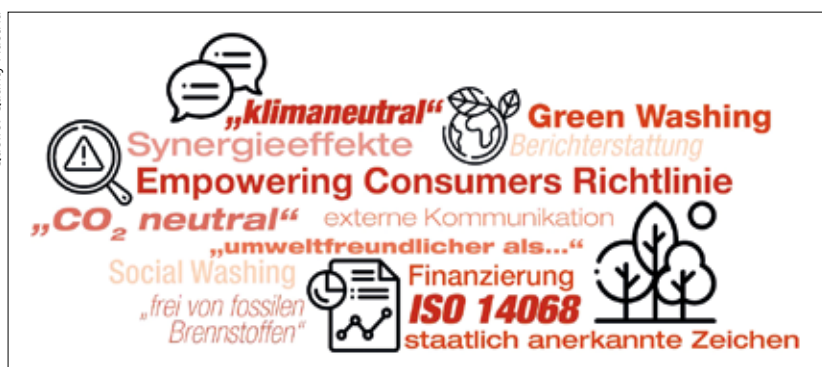 „klimaneutral“
Green Washing
Synergieeffekte
Berichterstattung
Empowering Consumers Richtlinie
„CO₂ neutral“
externe Kommunikation
„umweltfreundlicher als...“
Social Washing
Finanzierung
„frei von fossilen
Brennstoffen“
ISO 14068
staatlich anerkannte Zeichen